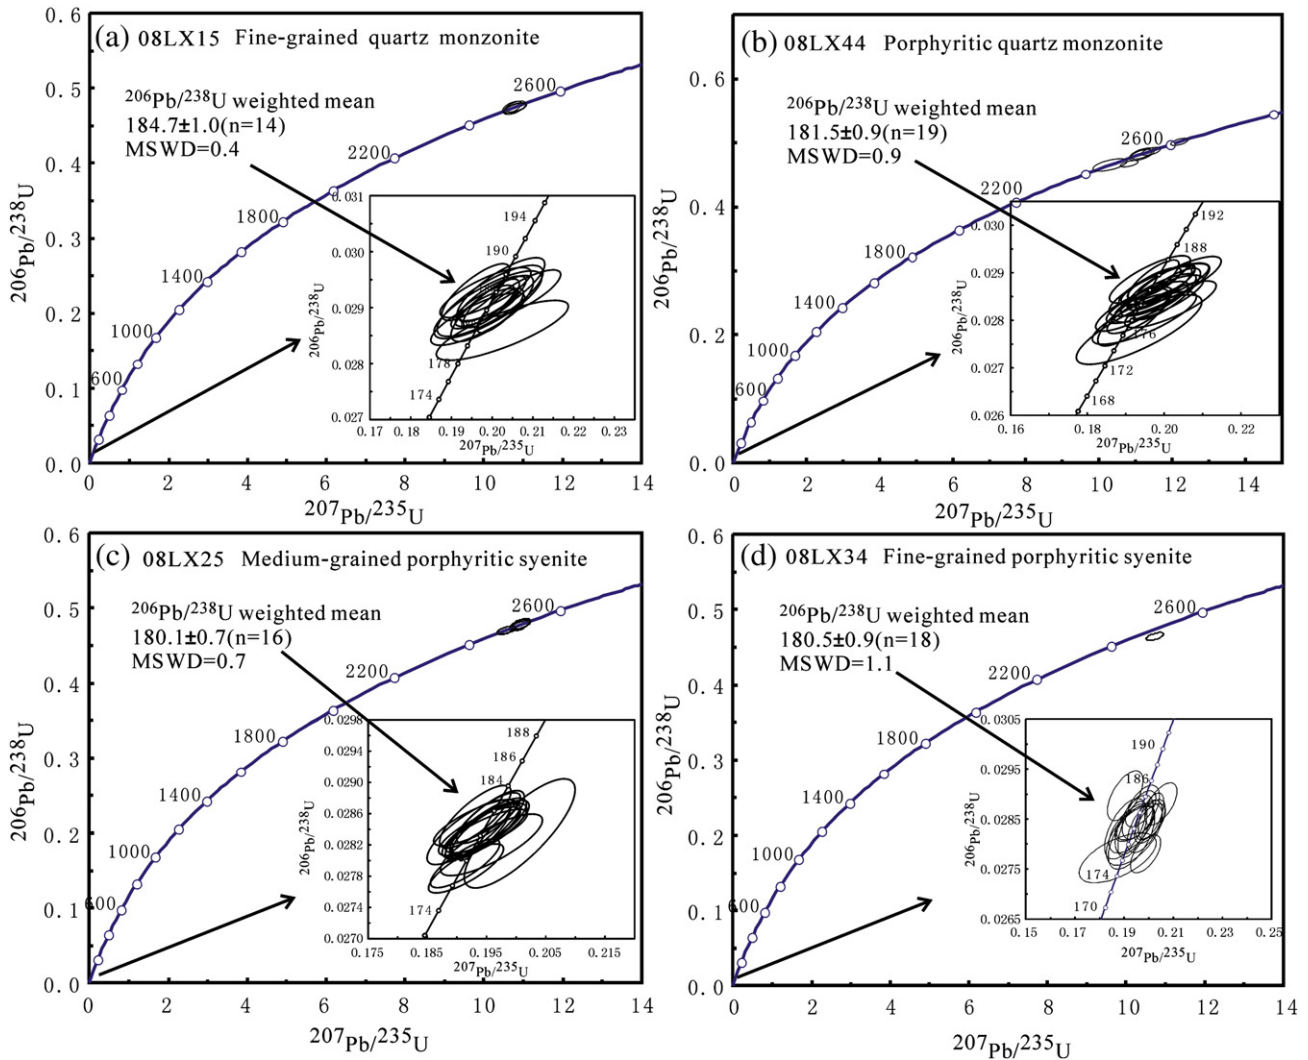 (a) 08LX15 Fine-grained quartz monzonite
206Pb/238U weighted mean
184.7±1.0(n=14)
MSWD=0.4
206Pb/238U
0.6
0.5
0.4
0.3
0.2
0.1
0.0
0 2 4 6 8 10 12 14
207Pb/235U
600
1000
1400
1800
2200
2600
206Pb/238U
0.031
0.030
0.029
0.028
0.027
194
190
178
174
0.17 0.18 0.19 0.20 0.21 0.22 0.23
207Pb/235U
(b) 08LX44 Porphyritic quartz monzonite
206Pb/238U weighted mean
181.5±0.9(n=19)
MSWD=0.9
206Pb/238U
0.6
0.4
0.2
0.0
0 2 4 6 8 10 12 14
207Pb/235U
600
1000
1400
1800
2200
2600
206Pb/238U
0.030
0.029
0.028
0.027
0.026
192
188
176
172
168
0.16 0.18 0.20 0.22
207Pb/235U
(c) 08LX25 Medium-grained porphyritic syenite
206Pb/238U weighted mean
180.1±0.7(n=16)
MSWD=0.7
206Pb/238U
0.6
0.5
0.4
0.3
0.2
0.1
0.0
0 2 4 6 8 10 12 14
207Pb/235U
600
1000
1400
1800
2200
2600
206Pb/238U
0.0298
0.0294
0.0290
0.0286
0.0282
0.0278
0.0274
0.0270
188
186
184
174
0.175 0.185 0.195 0.205 0.215
207Pb/235U
(d) 08LX34 Fine-grained porphyritic syenite
206Pb/238U weighted mean
180.5±0.9(n=18)
MSWD=1.1
206Pb/238U
0.6
0.5
0.4
0.3
0.2
0.1
0.0
0 2 4 6 8 10 12 14
207Pb/235U
600
1000
1400
1800
2200
2600
206Pb/238U
0.0305
0.0295
0.0285
0.0275
0.0265
190
186
174
170
0.15 0.17 0.19 0.21 0.23 0.25
207Pb/235U